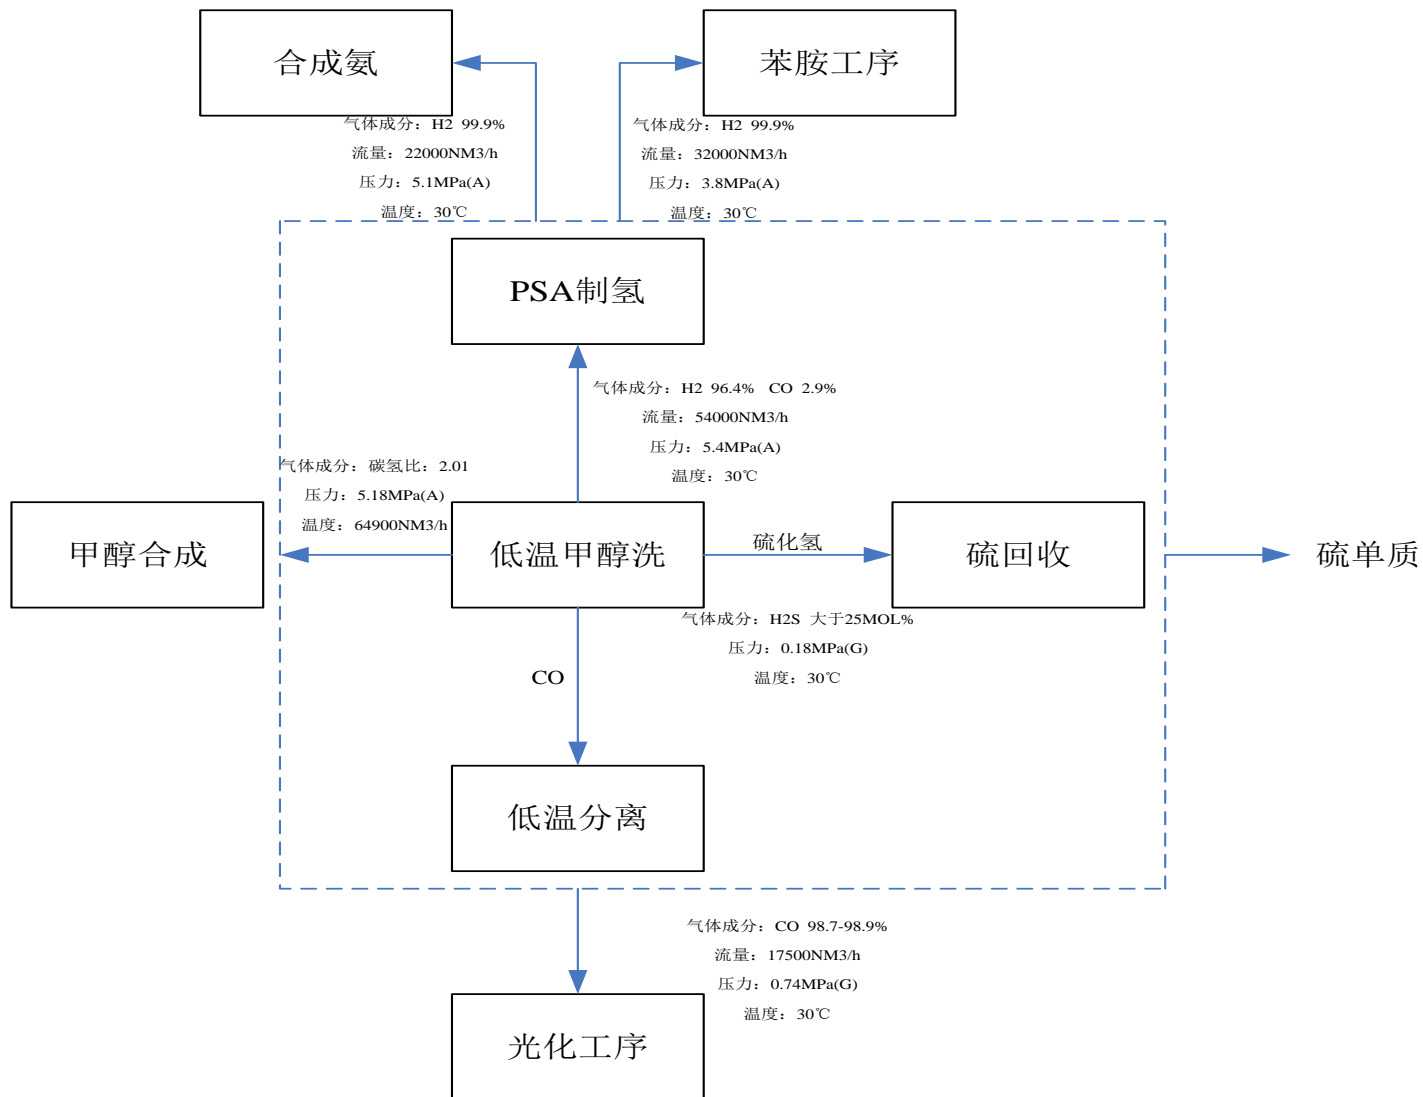 合成氨
苯胺工序
气体成分：H2 99.9%
流量：22000NM3/h
压力：5.1MPa(A)
温度：30℃
气体成分：H2 99.9%
流量：32000NM3/h
压力：3.8MPa(A)
温度：30℃
PSA制氢
气体成分：H2 96.4% CO 2.9%
流量：54000NM3/h
压力：5.4MPa(A)
温度：30℃
气体成分：碳氢比：2.01
压力：5.18MPa(A)
温度：64900NM3/h
甲醇合成
低温甲醇洗
硫化氢
硫回收
硫单质
气体成分：H2S 大于25MOL%
压力：0.18MPa(G)
温度：30℃
CO
低温分离
气体成分：CO 98.7-98.9%
流量：17500NM3/h
压力：0.74MPa(G)
温度：30℃
光化工序